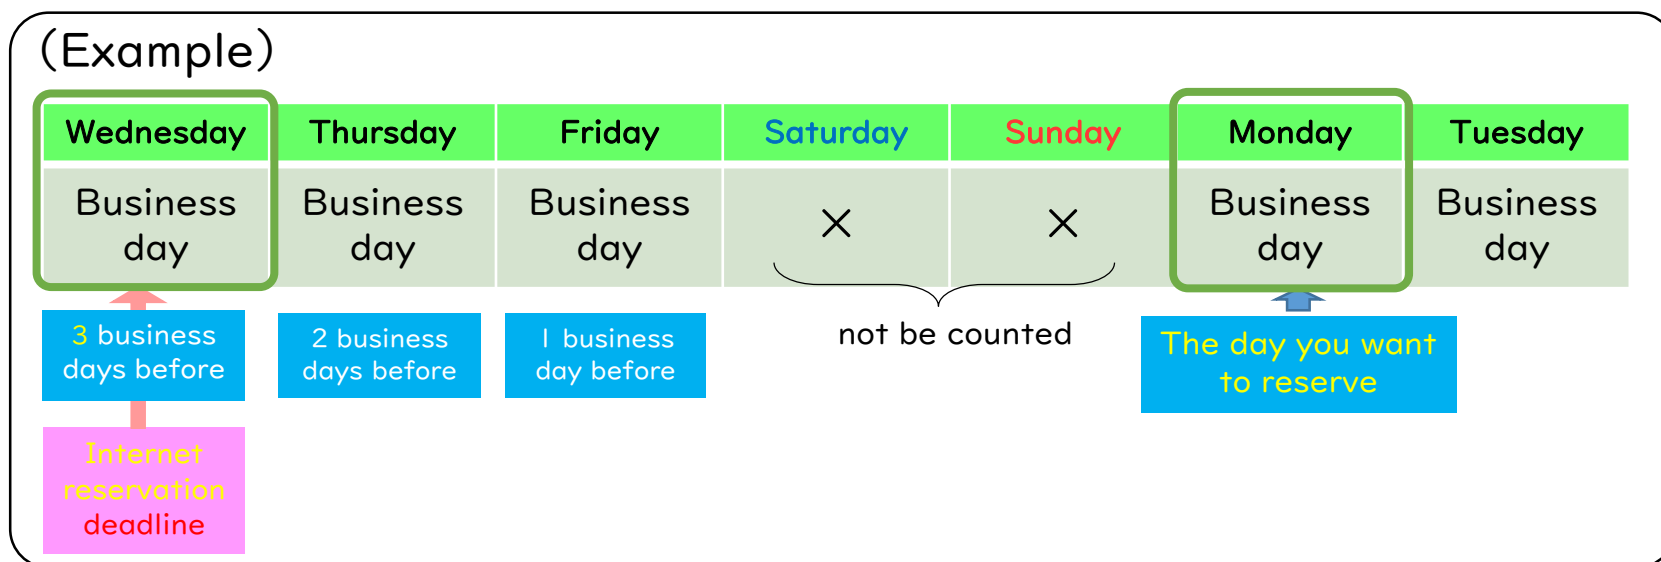 (Example)
Wednesday Thursday Friday Saturday Sunday Monday Tuesday
Business day Business day Business day × × Business day Business day
3 business
days before
2 business
days before
1 business
day before
not be counted
The day you want
to reserve
Internet
reservation
deadline